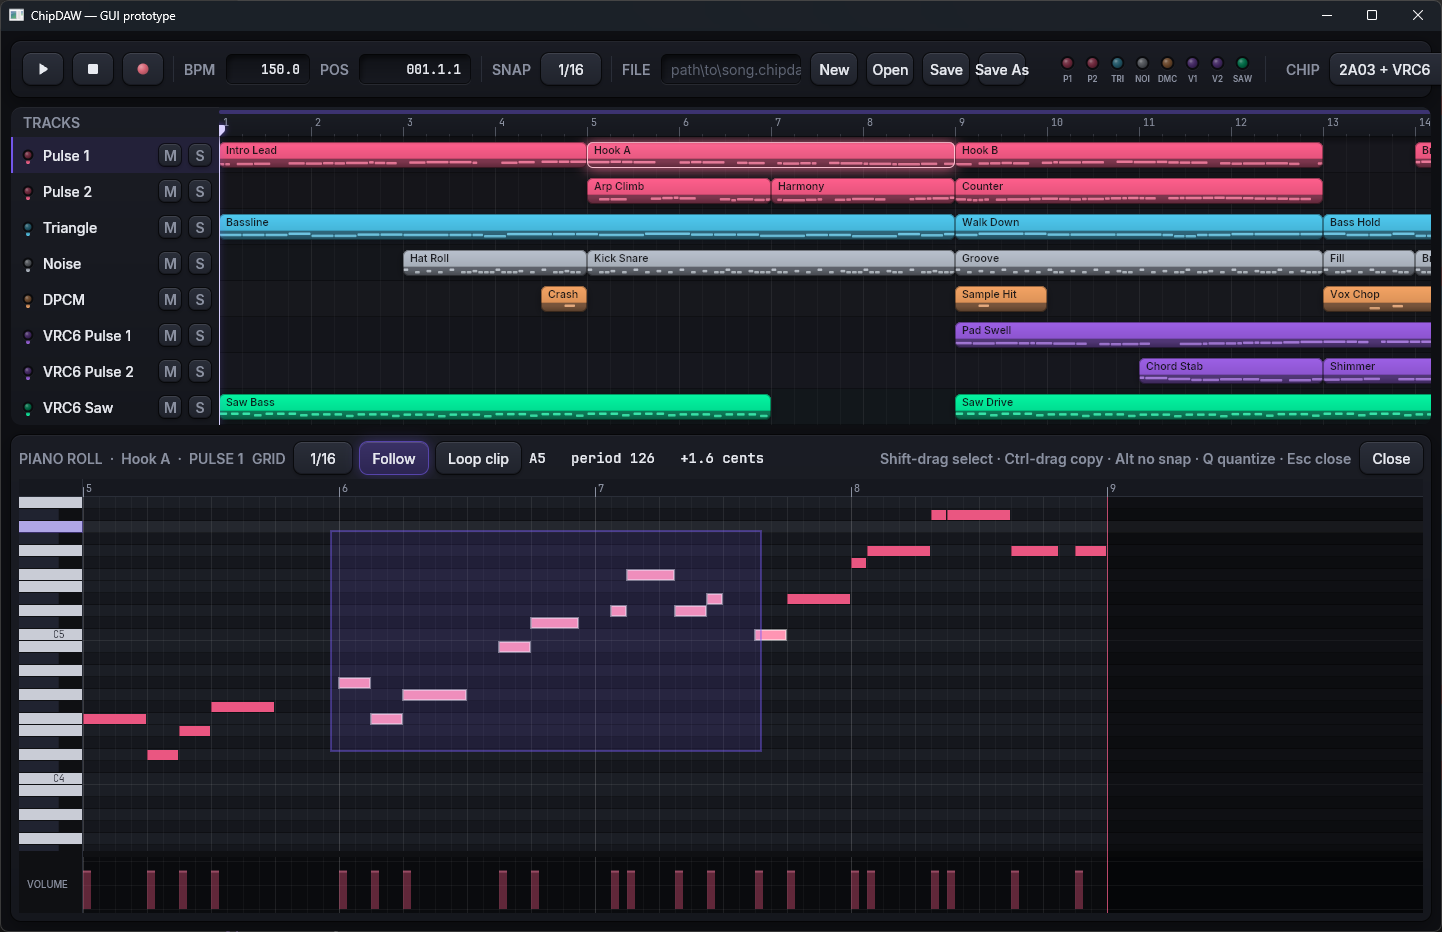 ChipDAW — GUI prototype
BPM 150.0 POS 001.1.1 SNAP 1/16 FILE path\to\song.chipda New Open Save Save As P1 P2 TRI NOI DMC V1 V2 SAW CHIP 2A03 + VRC6
TRACKS 1 2 3 4 5 6 7 8 9 10 11 12 13 14
Pulse 1 M S Intro Lead Hook A Hook B
Pulse 2 M S Arp Climb Harmony Counter
Triangle M S Bassline Walk Down Bass Hold
Noise M S Hat Roll Kick Snare Groove Fill
DPCM M S Crash Sample Hit Vox Chop
VRC6 Pulse 1 M S Pad Swell
VRC6 Pulse 2 M S Chord Stab Shimmer
VRC6 Saw M S Saw Bass Saw Drive
PIANO ROLL · Hook A · PULSE 1 GRID 1/16 Follow Loop clip A5 period 126 +1.6 cents Shift-drag select · Ctrl-drag copy · Alt no snap · Q quantize · Esc close Close
5 6 7 8 9
C5
C4
VOLUME